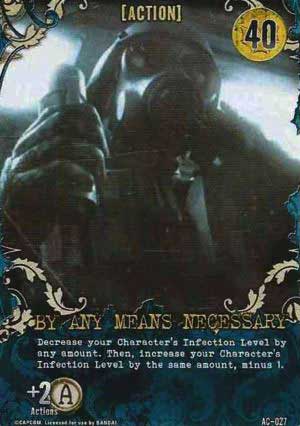 [ACTION]
40
BY ANY MEANS NECESSARY
Decrease your Character's Infection Level by
any amount. Then, increase your Character's
Infection Level by the same amount, minus 1.
+2 A
Actions
©CAPCOM. Licensed for use by BANDAI
AC-027